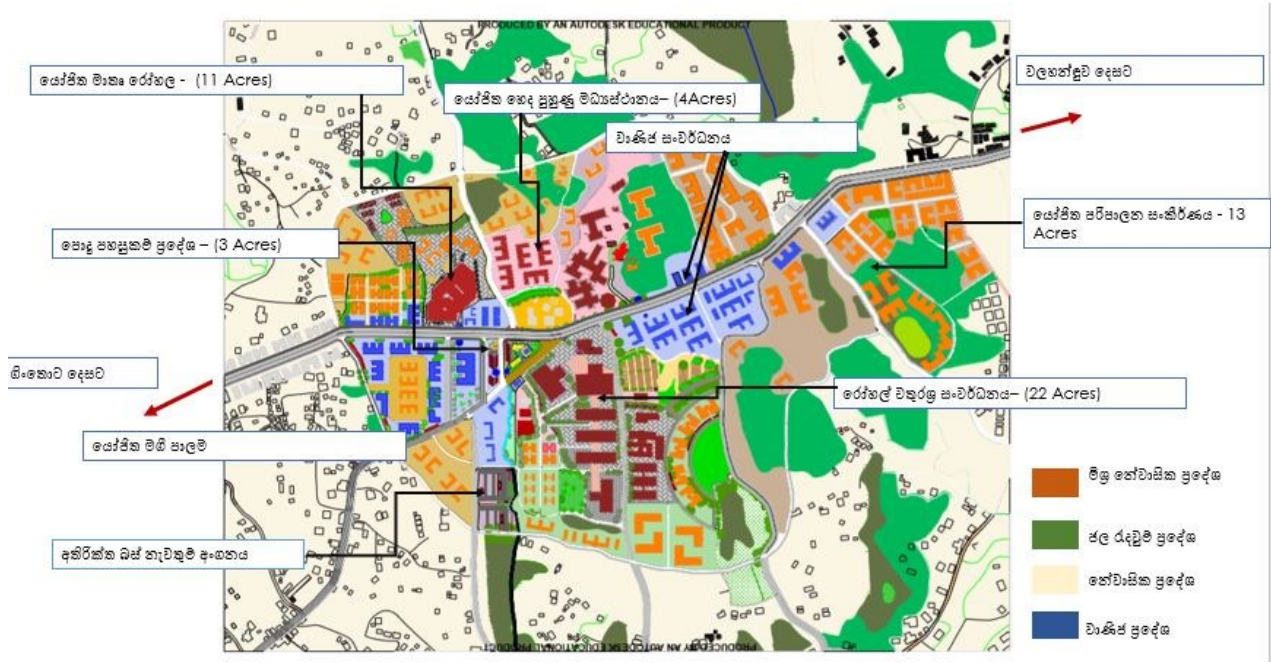 PRODUCED BY AN AUTODESK EDUCATIONAL PRODUCT
යෝජිත මාතෘ රෝහල - (11 Acres)
යෝජිත හෙද පුහුණු මධ්‍යස්ථානය– (4Acres)
වාණිජ සංවර්ධනය
වලහන්දූව දෙසට
යෝජිත පරිපාලන සංකීර්ණය - 13
Acres
පොදු පහසුකම් ප්‍රදේශ – (3 Acres)
ගිංතොට දෙසට
රෝහල් චතුරශ්‍ර සංවර්ධනය– (22 Acres)
යෝජිත මගී පාලම
අතිරික්ත බස් නැවතුම් අංගනය
මිශ්‍ර නේවාසික ප්‍රදේශ
ජල රැදවුම් ප්‍රදේශ
නේවාසික ප්‍රදේශ
වාණිජ ප්‍රදේශ
PRODUCED BY AN AUTODESK EDUCATIONAL PRODUCT